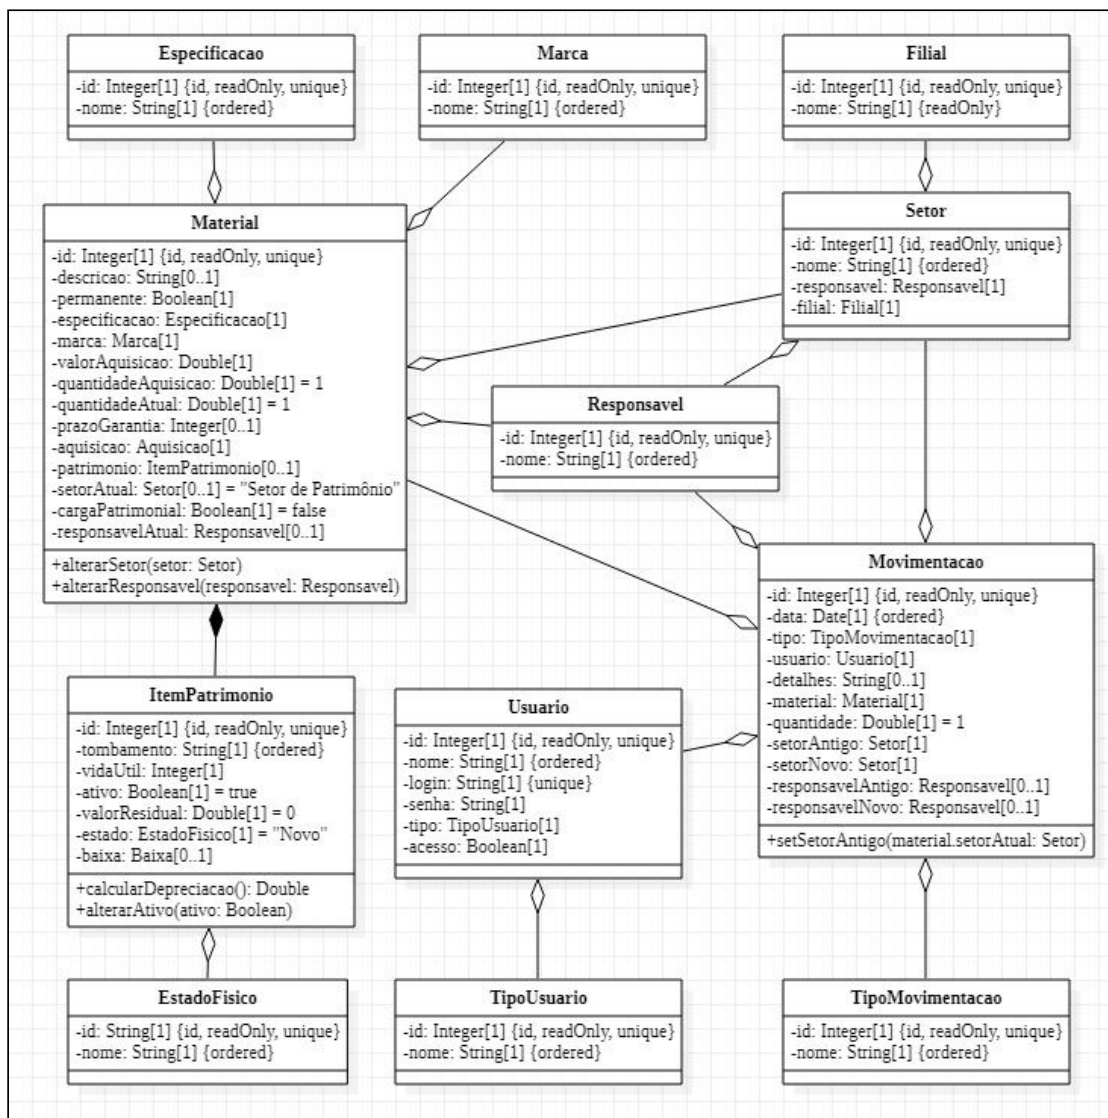 Especificacao
-id: Integer[1] {id, readOnly, unique}
-nome: String[1] {ordered}
Marca
-id: Integer[1] {id, readOnly, unique}
-nome: String[1] {ordered}
Filial
-id: Integer[1] {id, readOnly, unique}
-nome: String[1] {readOnly}
Material
-id: Integer[1] {id, readOnly, unique}
-descricao: String[0..1]
-permanente: Boolean[1]
-especificacao: Especificacao[1]
-marca: Marca[1]
-valorAquisicao: Double[1]
-quantidadeAquisicao: Double[1] = 1
-quantidadeAtual: Double[1] = 1
-prazoGarantia: Integer[0..1]
-aquisicao: Aquisicao[1]
-patrimonio: ItemPatrimonio[0..1]
-setorAtual: Setor[0..1] = "Setor de Patrimônio"
-cargaPatrimonial: Boolean[1] = false
-responsavelAtual: Responsavel[0..1]
+alterarSetor(setor: Setor)
+alterarResponsavel(responsavel: Responsavel)
Setor
-id: Integer[1] {id, readOnly, unique}
-nome: String[1] {ordered}
-responsavel: Responsavel[1]
-filial: Filial[1]
Responsavel
-id: Integer[1] {id, readOnly, unique}
-nome: String[1] {ordered}
Movimentacao
-id: Integer[1] {id, readOnly, unique}
-data: Date[1] {ordered}
-tipo: TipoMovimentacao[1]
-usuario: Usuario[1]
-detalhes: String[0..1]
-material: Material[1]
-quantidade: Double[1] = 1
-setorAntigo: Setor[1]
-setorNovo: Setor[1]
-responsavelAntigo: Responsavel[0..1]
-responsavelNovo: Responsavel[0..1]
+setSetorAntigo(material.setorAtual: Setor)
ItemPatrimonio
-id: Integer[1] {id, readOnly, unique}
-tombamento: String[1] {ordered}
-vidaUtil: Integer[1]
-ativo: Boolean[1] = true
-valorResidual: Double[1] = 0
-estado: EstadoFisico[1] = "Novo"
-baixa: Baixa[0..1]
+calcularDepreciacao(): Double
+alterarAtivo(ativo: Boolean)
Usuario
-id: Integer[1] {id, readOnly, unique}
-nome: String[1] {ordered}
-login: String[1] {unique}
-senha: String[1]
-tipo: TipoUsuario[1]
-acesso: Boolean[1]
EstadoFisico
-id: String[1] {id, readOnly, unique}
-nome: String[1] {ordered}
TipoUsuario
-id: Integer[1] {id, readOnly, unique}
-nome: String[1] {ordered}
TipoMovimentacao
-id: Integer[1] {id, readOnly, unique}
-nome: String[1] {ordered}